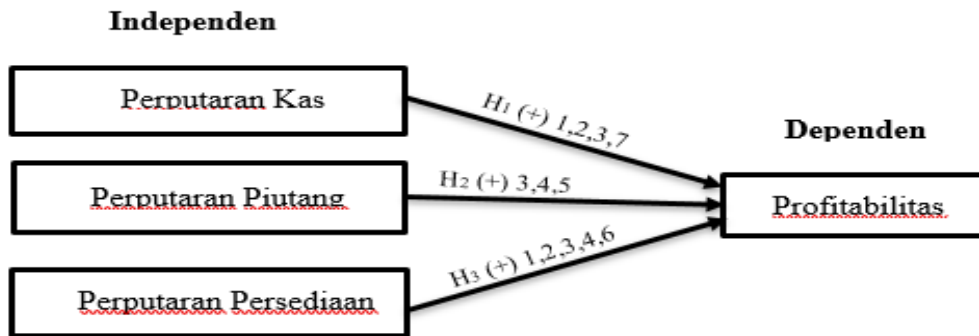 Independen
Perputaran Kas
H1 (+) 1,2,3,7
Dependen
Perputaran Piutang
H2 (+) 3,4,5
Profitabilitas
H3 (+) 1,2,3,4,6
Perputaran Persediaan